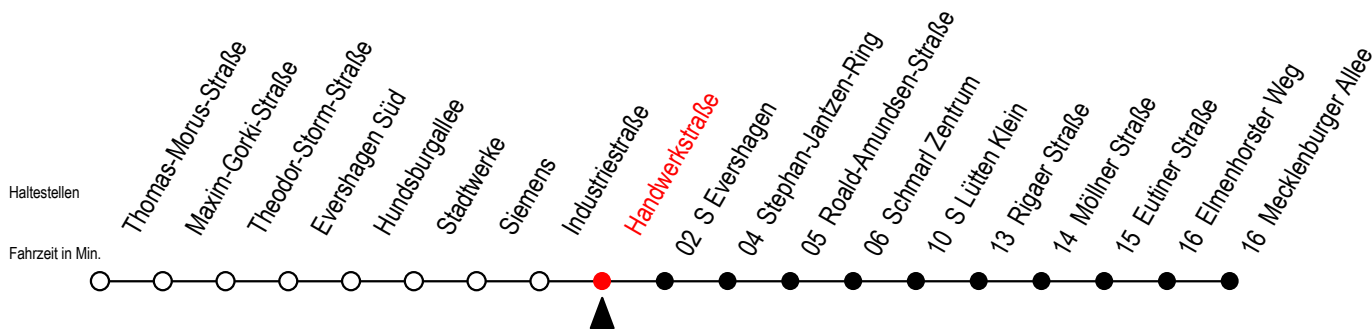 Haltestellen
Fahrzeit in Min.
Thomas-Morus-Straße
Maxim-Gorki-Straße
Theodor-Storm-Straße
Evershagen Süd
Hundsburgallee
Stadtwerke
Siemens
Industriestraße
Handwerkstraße
02 S Evershagen
04 Stephan-Jantzen-Ring
05 Roald-Amundsen-Straße
06 Schmarl Zentrum
10 S Lütten Klein
13 Rigaer Straße
14 Möllner Straße
15 Eutiner Straße
16 Elmenhorster Weg
16 Mecklenburger Allee